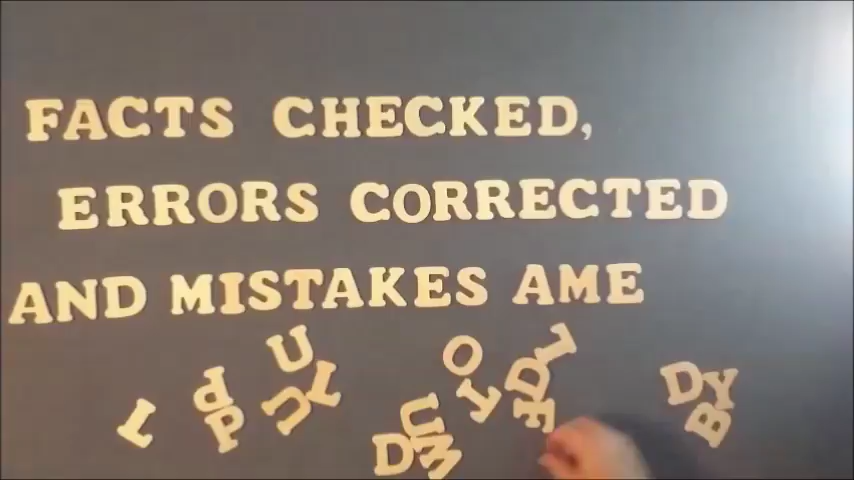 FACTS CHECKED,
ERRORS CORRECTED
AND MISTAKES AME